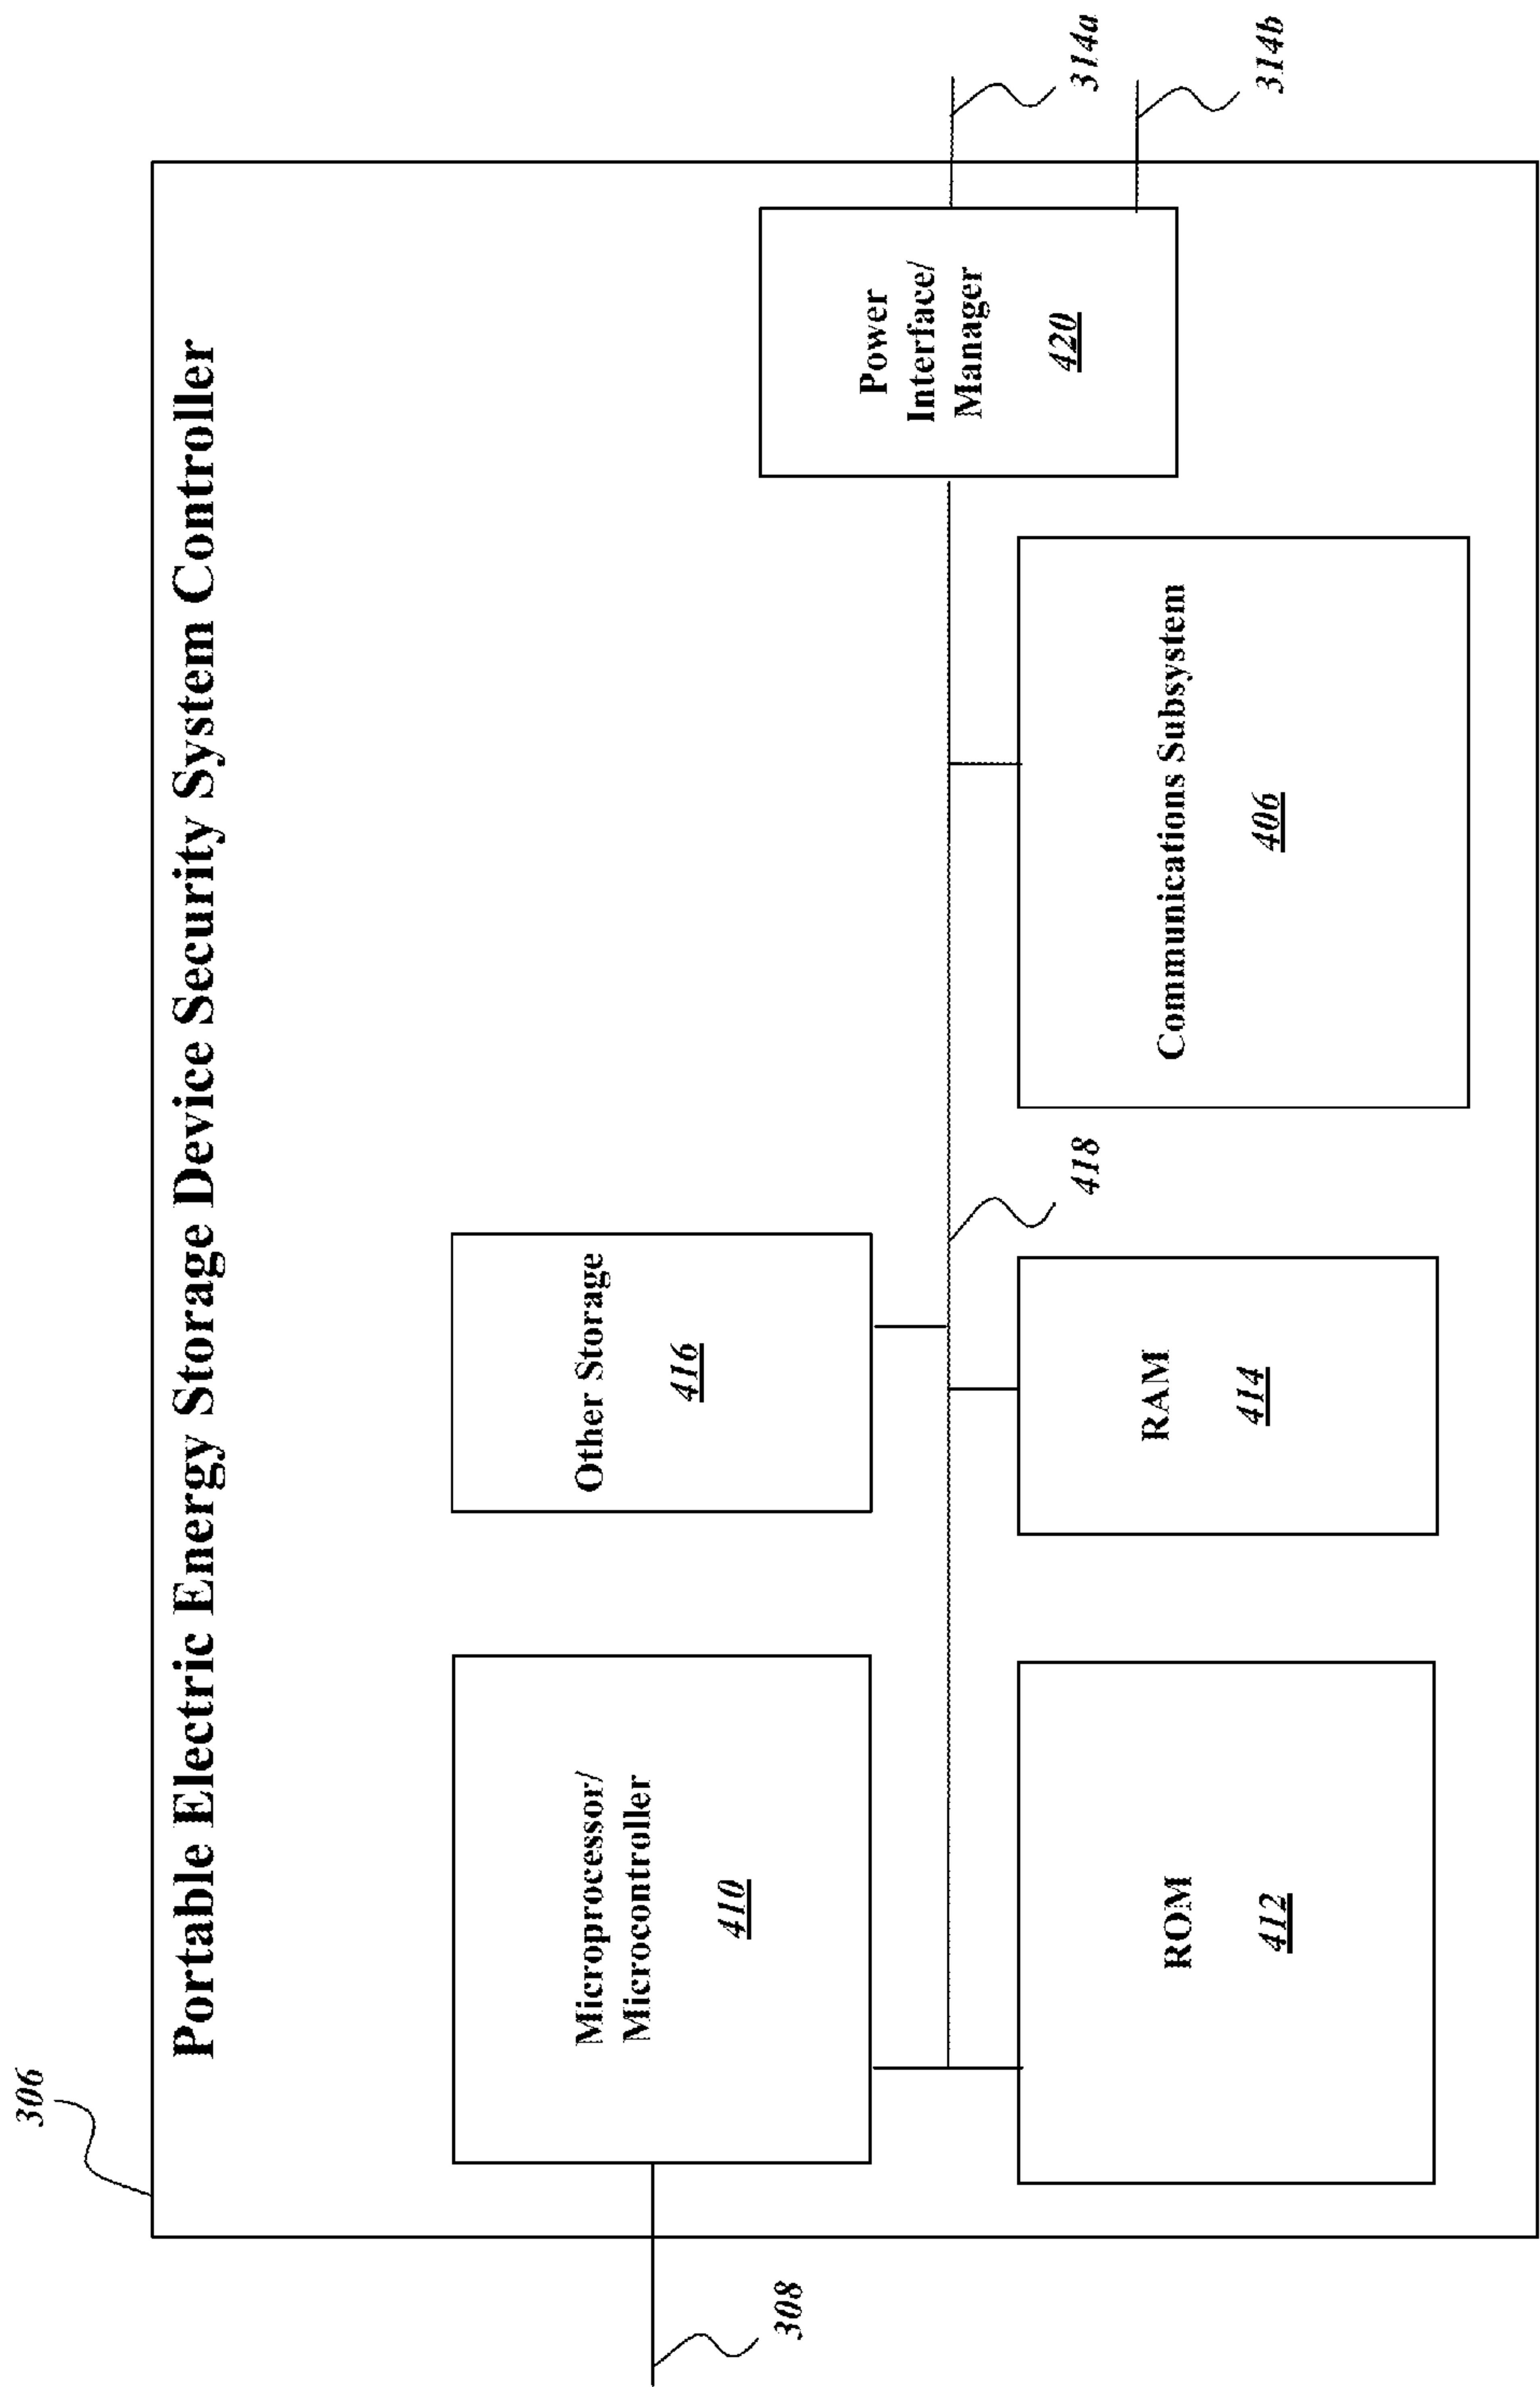 306
Portable Electric Energy Storage Device Security System Controller
308
Microprocessor/
Microcontroller
410
Other Storage
416
Power
Interface/
Manager
420
314a
314b
418
ROM
412
RAM
414
Communications Subsystem
406